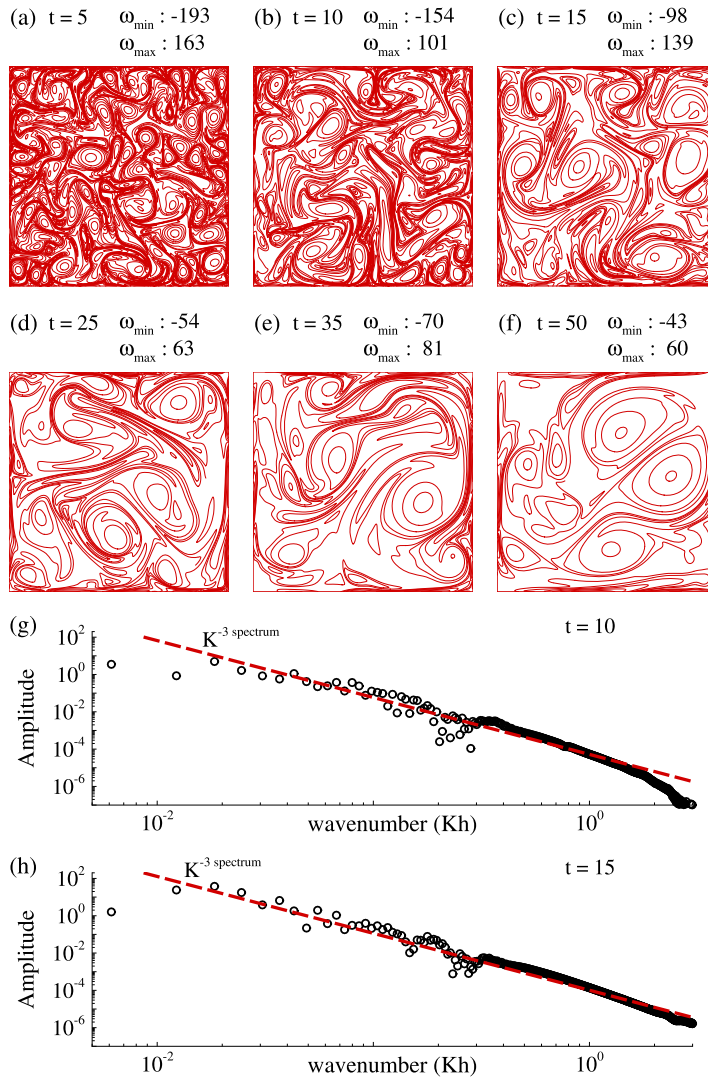 (a) t = 5 ω_min : -193
ω_max : 163
(b) t = 10 ω_min : -154
ω_max : 101
(c) t = 15 ω_min : -98
ω_max : 139
(d) t = 25 ω_min : -54
ω_max : 63
(e) t = 35 ω_min : -70
ω_max : 81
(f) t = 50 ω_min : -43
ω_max : 60
(g)
K^-3 spectrum
t = 10
Amplitude
10^2
10^0
10^-2
10^-4
10^-6
10^-2
10^0
wavenumber (Kh)
(h)
K^-3 spectrum
t = 15
Amplitude
10^2
10^0
10^-2
10^-4
10^-6
10^-2
10^0
wavenumber (Kh)